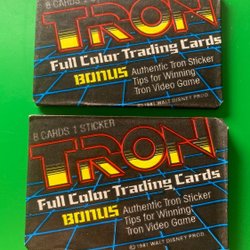 8 CARDS 1
TRON
Full Color Trading Cards
BONUS Authentic Tron Sticker
Tips for Winning
Tron Video Game
© 1981 WALT DISNEY PROD.
8 CARDS, 1 STICKER
TRON
Full Color Trading Cards
BONUS Authentic Tron Sticker
Tips for Winning
Tron Video Game
© 1981 WALT DISNEY PROD.